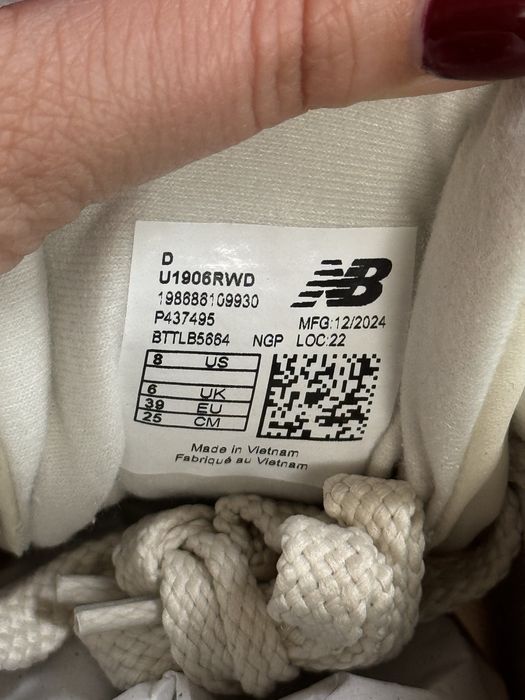 D
U1906RWD
198688109930
P437495
MFG:12/2024
BTTLB5664 NGP LOC:22
8 US
6 UK
39 EU
25 CM
Made in Vietnam
Fabriqué au Vietnam
NB